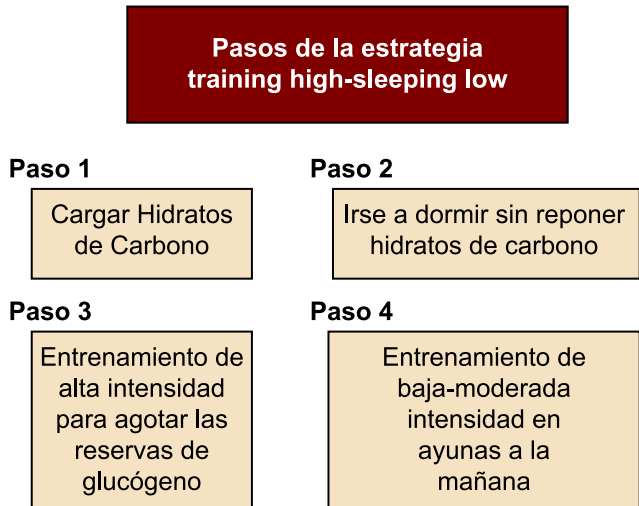 Pasos de la estrategia
training high-sleeping low
Paso 1
Cargar Hidratos
de Carbono
Paso 2
Irse a dormir sin reponer
hidratos de carbono
Paso 3
Entrenamiento de
alta intensidad
para agotar las
reservas de
glucógeno
Paso 4
Entrenamiento de
baja-moderada
intensidad en
ayunas a la
mañana